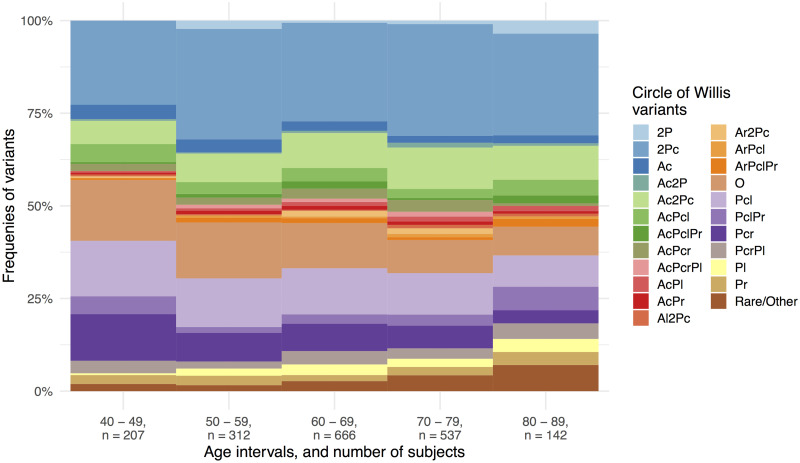 100%
75%
50%
25%
0%
Frequenies of variants
40 – 49,
n = 207
50 – 59,
n = 312
60 – 69,
n = 666
70 – 79,
n = 537
80 – 89,
n = 142
Age intervals, and number of subjects
Circle of Willis
variants
2P
2Pc
Ac
Ac2P
Ac2Pc
AcPcl
AcPclPr
AcPcr
AcPcrPl
AcPl
AcPr
Al2Pc
Ar2Pc
ArPcl
ArPclPr
O
Pcl
PclPr
Pcr
PcrPl
Pl
Pr
Rare/Other